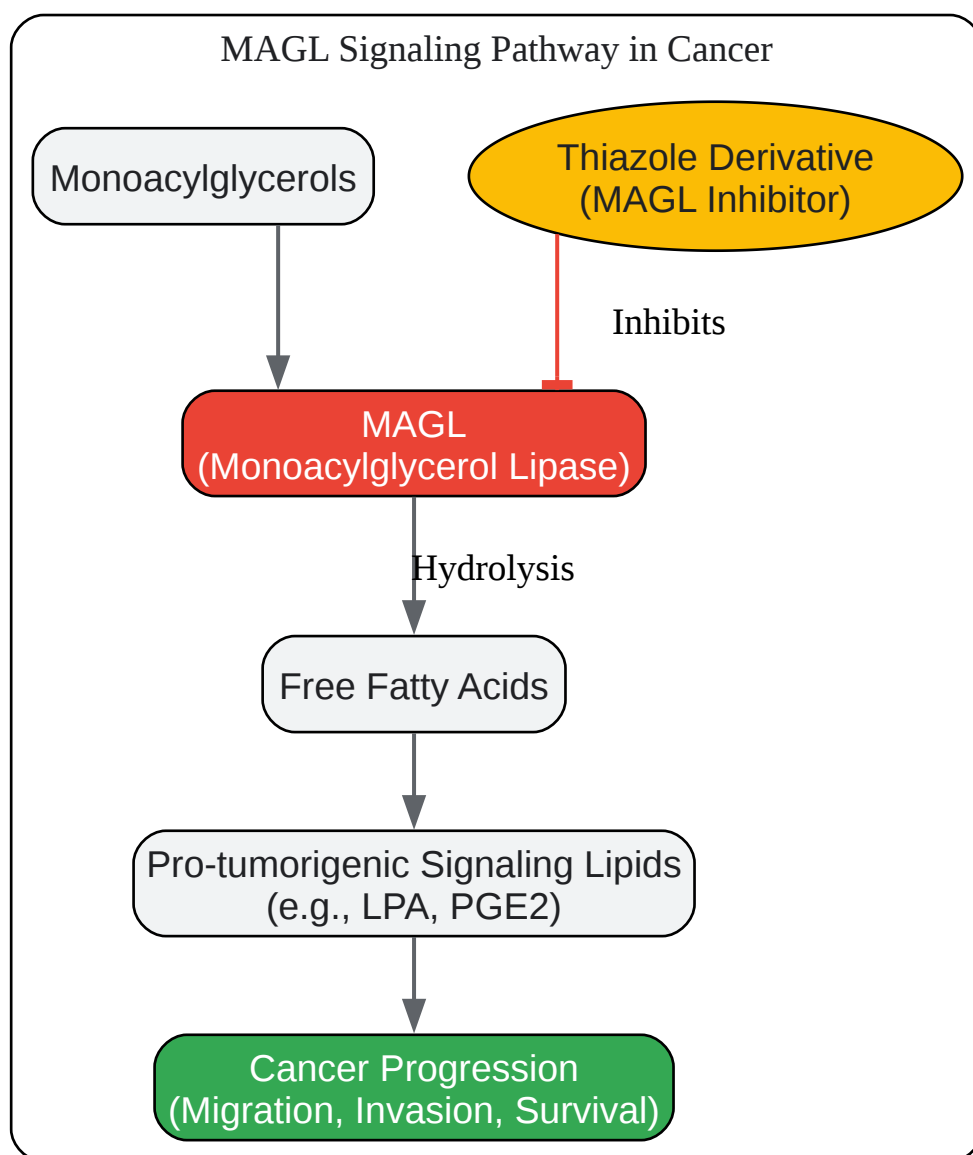 MAGL Signaling Pathway in Cancer
Monoacylglycerols
Thiazole Derivative
(MAGL Inhibitor)
Inhibits
MAGL
(Monoacylglycerol Lipase)
Hydrolysis
Free Fatty Acids
Pro-tumorigenic Signaling Lipids
(e.g., LPA, PGE2)
Cancer Progression
(Migration, Invasion, Survival)